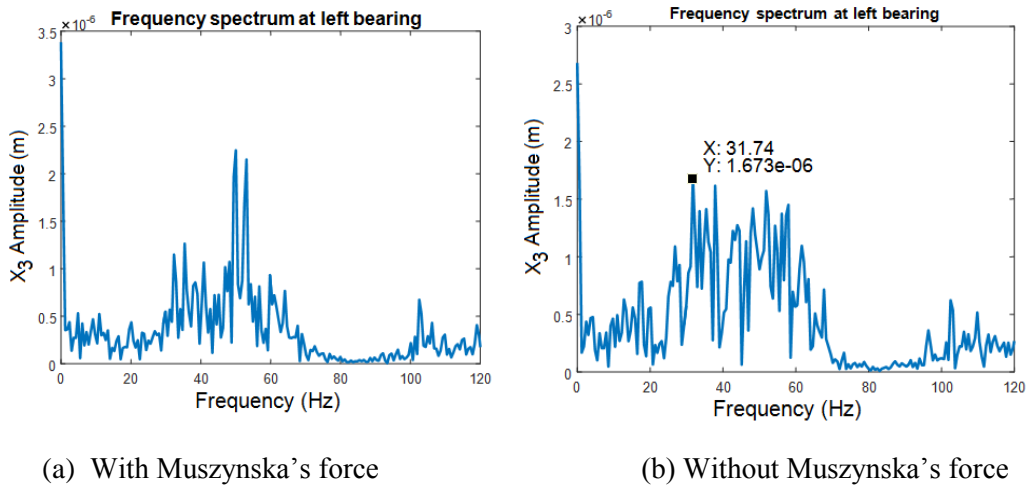 Frequency spectrum at left bearing
×10⁻⁶
3.5
3
2.5
2
1.5
1
0.5
0
0 20 40 60 80 100 120
X₃ Amplitude (m)
Frequency (Hz)
(a) With Muszynska’s force
Frequency spectrum at left bearing
×10⁻⁶
3
2.5
2
1.5
1
0.5
0
0 20 40 60 80 100 120
X₃ Amplitude (m)
X: 31.74
Y: 1.673e-06
Frequency (Hz)
(b) Without Muszynska’s force